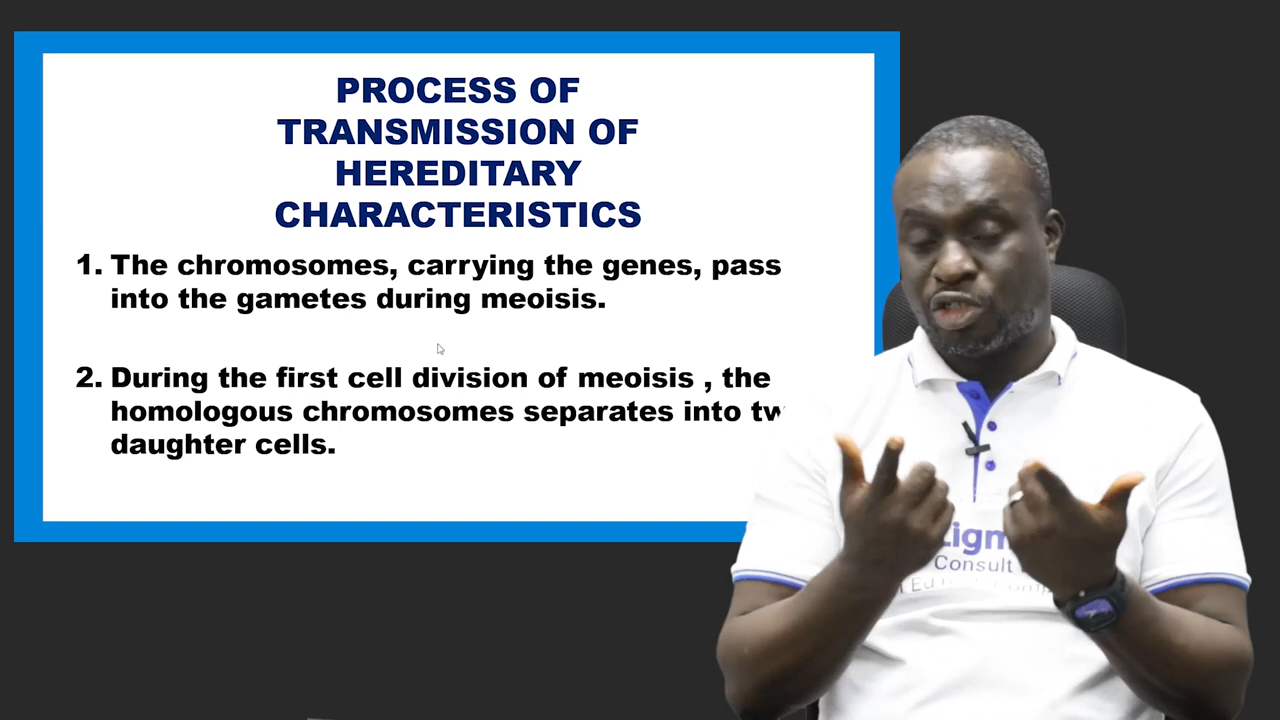 PROCESS OF
TRANSMISSION OF
HEREDITARY
CHARACTERISTICS
1. The chromosomes, carrying the genes, pass
into the gametes during meoisis.
2. During the first cell division of meoisis , the
homologous chromosomes separates into
daughter cells.
Consult